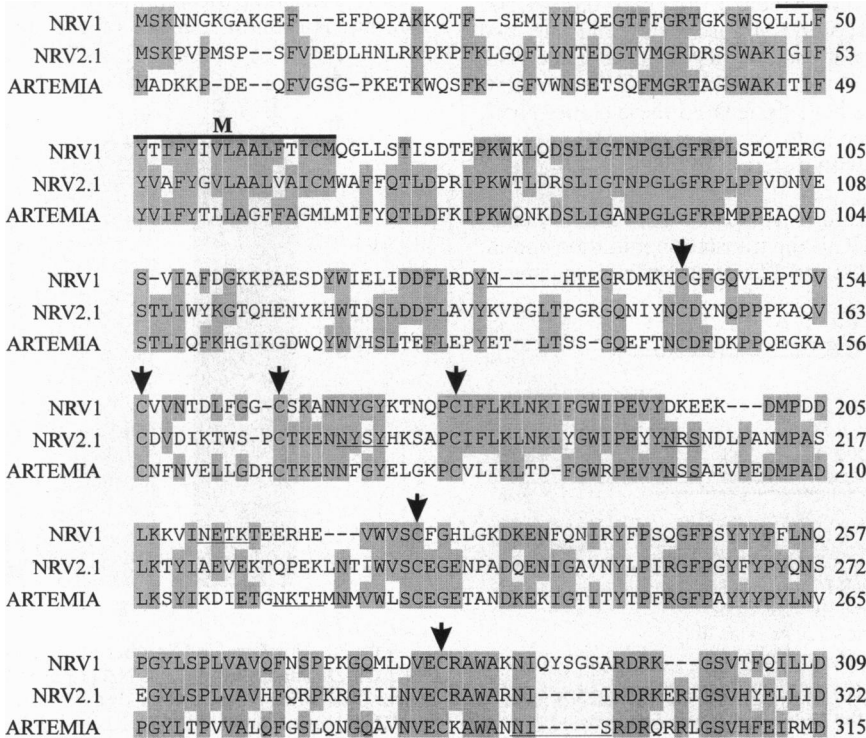 NRV1 MSKNNGKGAKGEF---EFPQPAKKQTF--SEMIYNPQEGTFFGRTGKSWSQLLLF 50
NRV2.1 MSKPVPMSP--SFVDEDLHNLRKPKPFKLGQFLYNTEDGTVMGRDRSSWAKIGIF 53
ARTEMIA MADKKP-DE--QFVGSG-PKETKWQSFK--GFVWNSETSQFMGRTAGSWAKITIF 49
M
NRV1 YTIFYIVLAALFTICMQGLLSTISDTEPKWKLQDSLIGTNPGLGFRPLSEQTERG 105
NRV2.1 YVAFYGVLAALVAICMWAFFQTLDPRIPKWTLDRSLIGTNPGLGFRPLPPVDNVE 108
ARTEMIA YVIFYTLLAGFFAGMLMIFYQTLDFKIPKWQNKDSLIGANPGLGFRPMPPEAQVD 104
NRV1 S-VIAFDGKKPAESDYWIELIDDFLRDYN-----HTEGRDMKHCGFGQVLEPTDV 154
NRV2.1 STLIWYKGTQHENYKHWTDSLDDFLAVYKVPGLTPGRGQNIYNCDYNQPPPKAQV 163
ARTEMIA STLIQFKHGIKGDWQYWVHSLTEFLEPYET--LTSS-GQEFTNCDFDKPPQEGKA 156
NRV1 CVVNTDLFGG-CSKANNYGYKTNQPCIFLKLNKIFGWIPEVYDKEEK---DMPDD 205
NRV2.1 CDVDIKTWS-PCTKENNYSYHKSAPCIFLKLNKIYGWIPEYYNRSNDLPANMPAS 217
ARTEMIA CNFNVELLGDHCTKENNFGYELGKPCVLIKLTD-FGWRPEVYNSSAEVPEDMPAD 210
NRV1 LKKVINETKTEERHE---VWVSCFGHLGKDKENFQNIRYFPSQGFPSYYYPFLNQ 257
NRV2.1 LKTYIAEVEKTQPEKLNTIWVSCEGENPADQENIGAVNYLPIRGFPGYFYPYQNS 272
ARTEMIA LKSYIKDIETGNKTHMNMVWLSCEGETANDKEKIGTITYTPFRGFPAYYYPYLNV 265
NRV1 PGYLSPLVAVQFNSPPKGQMLDVECRAWAKNIQYSGSARDRK---GSVTFQILLD 309
NRV2.1 EGYLSPLVAVHFQRPKRGIIINVECRAWARNI-----IRDRKERIGSVHYELLID 322
ARTEMIA PGYLTPVVALQFGSLQNGQAVNVECKAWANNI-----SRDRQRRLGSVHFEIRMD 315